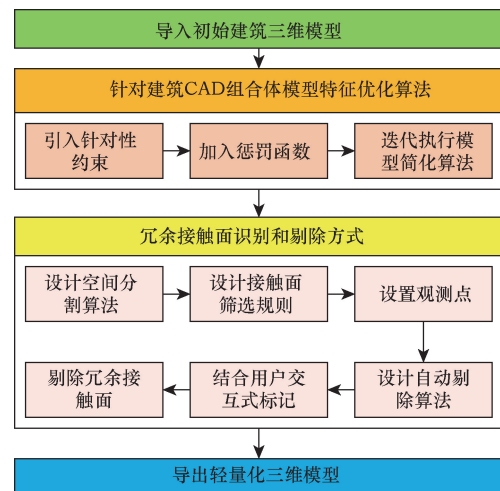 导入初始建筑三维模型
针对建筑CAD组合体模型特征优化算法
引入针对性
约束
加入惩罚函数
迭代执行模
型简化算法
冗余接触面识别和剔除方式
设计空间分
割算法
设计接触面
筛选规则
设置观测点
设计自动剔
除算法
结合用户交
互式标记
剔除冗余接
触面
导出轻量化三维模型